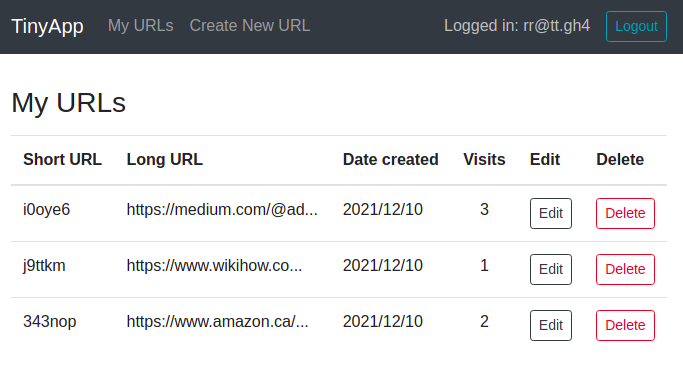 TinyApp My URLs Create New URL Logged in: rr@tt.gh4 Logout
My URLs
Short URL Long URL Date created Visits Edit Delete
i0oye6 https://medium.com/@ad... 2021/12/10 3 Edit Delete
j9ttkm https://www.wikihow.co... 2021/12/10 1 Edit Delete
343nop https://www.amazon.ca/... 2021/12/10 2 Edit Delete